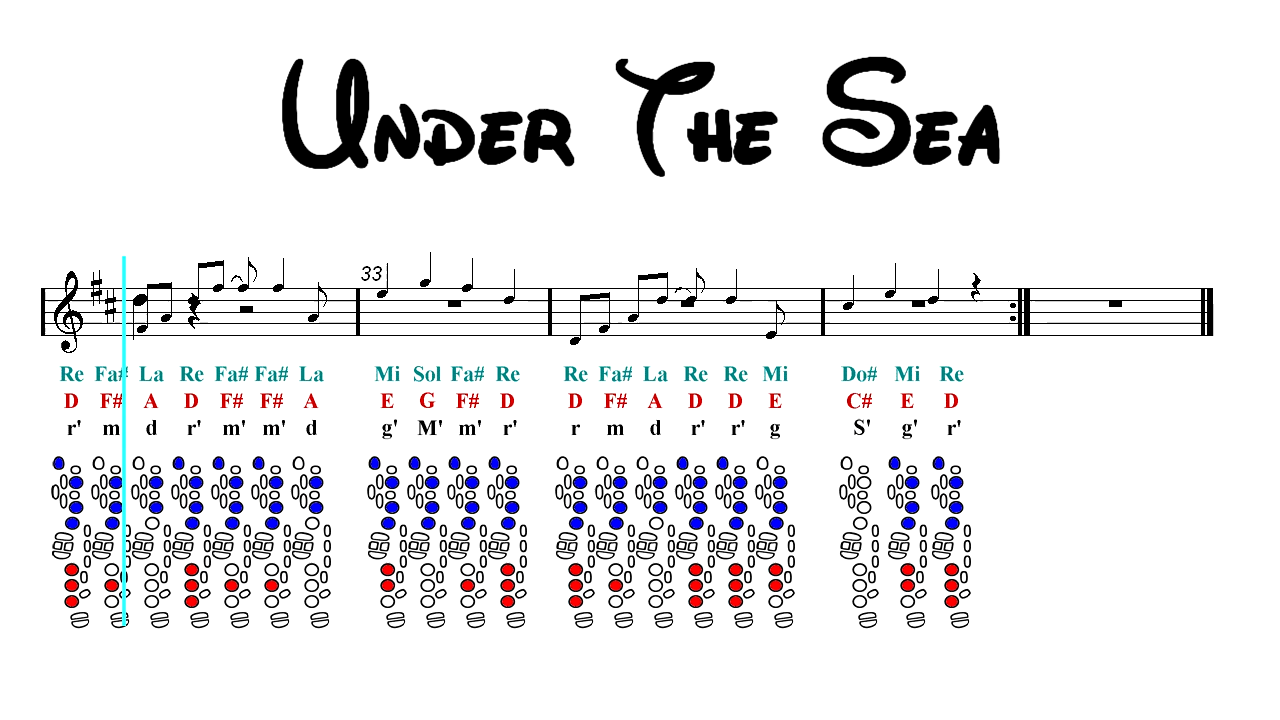 UNDER THE SEA
33
Re Fa# La Re Fa# Fa# La Mi Sol Fa# Re Re Fa# La Re Re Mi Do# Mi Re
D F# A D F# F# A E G F# D D F# A D D E C# E D
r' m d r' m' m' d g' M' m' r' r m d r' r' g S' g' r'